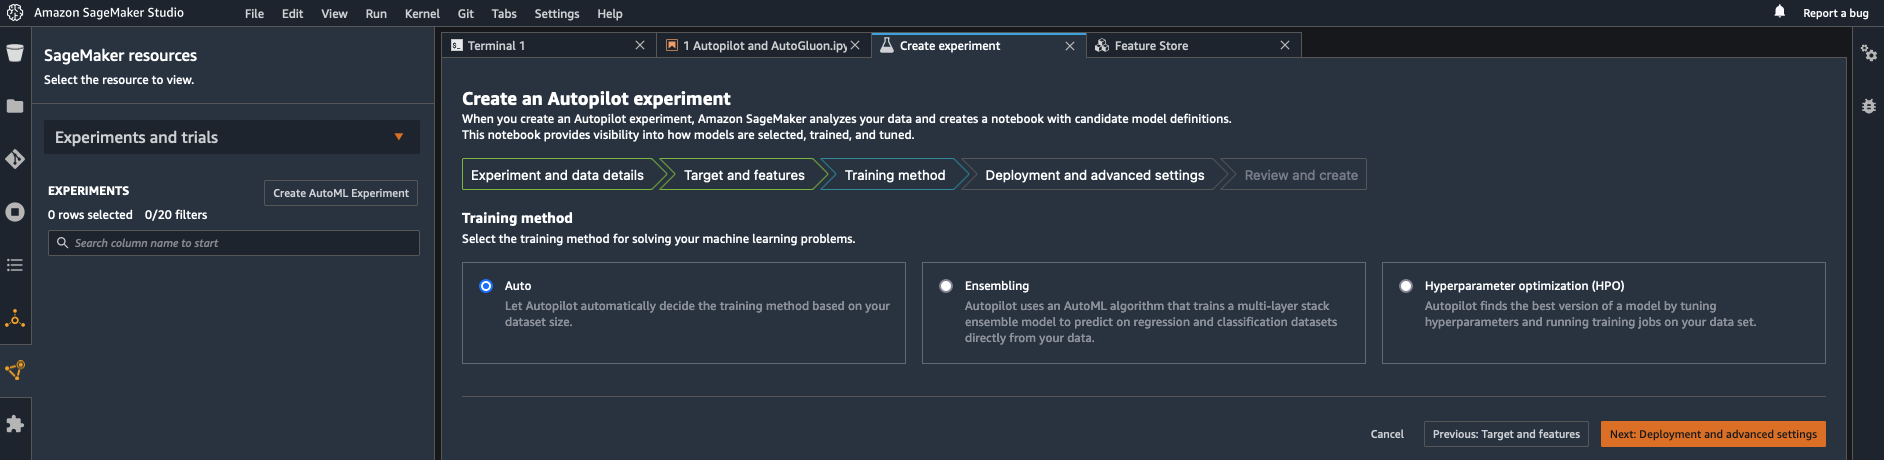 Amazon SageMaker Studio
File Edit View Run Kernel Git Tabs Settings Help
Report a bug
SageMaker resources
Select the resource to view.
Experiments and trials
EXPERIMENTS
Create AutoML Experiment
0 rows selected 0/20 filters
Search column name to start
Terminal 1
1 Autopilot and AutoGluon.ipy
Create experiment
Feature Store
Create an Autopilot experiment
When you create an Autopilot experiment, Amazon SageMaker analyzes your data and creates a notebook with candidate model definitions.
This notebook provides visibility into how models are selected, trained, and tuned.
Experiment and data details
Target and features
Training method
Deployment and advanced settings
Review and create
Training method
Select the training method for solving your machine learning problems.
Auto
Let Autopilot automatically decide the training method based on your
dataset size.
Ensembling
Autopilot uses an AutoML algorithm that trains a multi-layer stack
ensemble model to predict on regression and classification datasets
directly from your data.
Hyperparameter optimization (HPO)
Autopilot finds the best version of a model by tuning
hyperparameters and running training jobs on your data set.
Cancel
Previous: Target and features
Next: Deployment and advanced settings